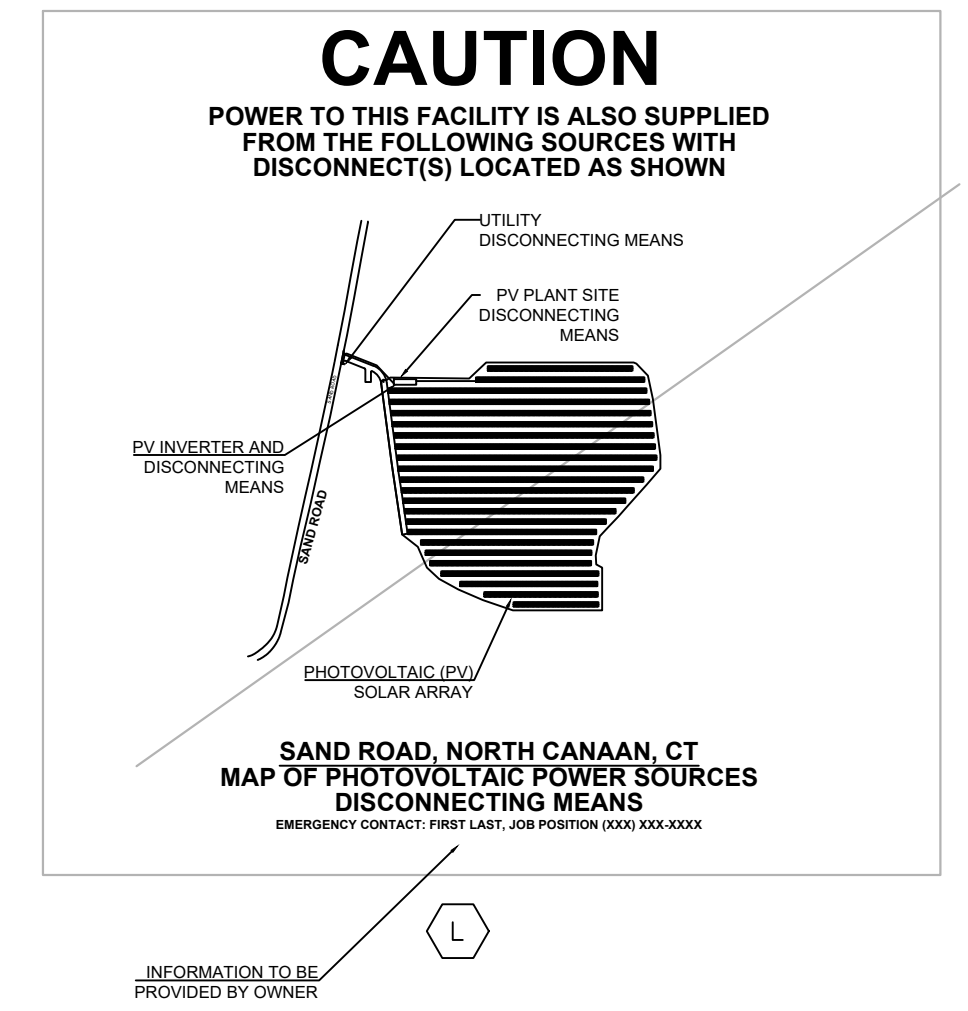 CAUTION
POWER TO THIS FACILITY IS ALSO SUPPLIED
FROM THE FOLLOWING SOURCES WITH
DISCONNECT(S) LOCATED AS SHOWN
UTILITY
DISCONNECTING MEANS
PV PLANT SITE
DISCONNECTING
MEANS
SAND ROAD
PV INVERTER AND
DISCONNECTING
MEANS
SAND ROAD
PHOTOVOLTAIC (PV)
SOLAR ARRAY
SAND ROAD, NORTH CANAAN, CT
MAP OF PHOTOVOLTAIC POWER SOURCES
DISCONNECTING MEANS
EMERGENCY CONTACT: FIRST LAST, JOB POSITION (XXX) XXX-XXXX
L
INFORMATION TO BE
PROVIDED BY OWNER